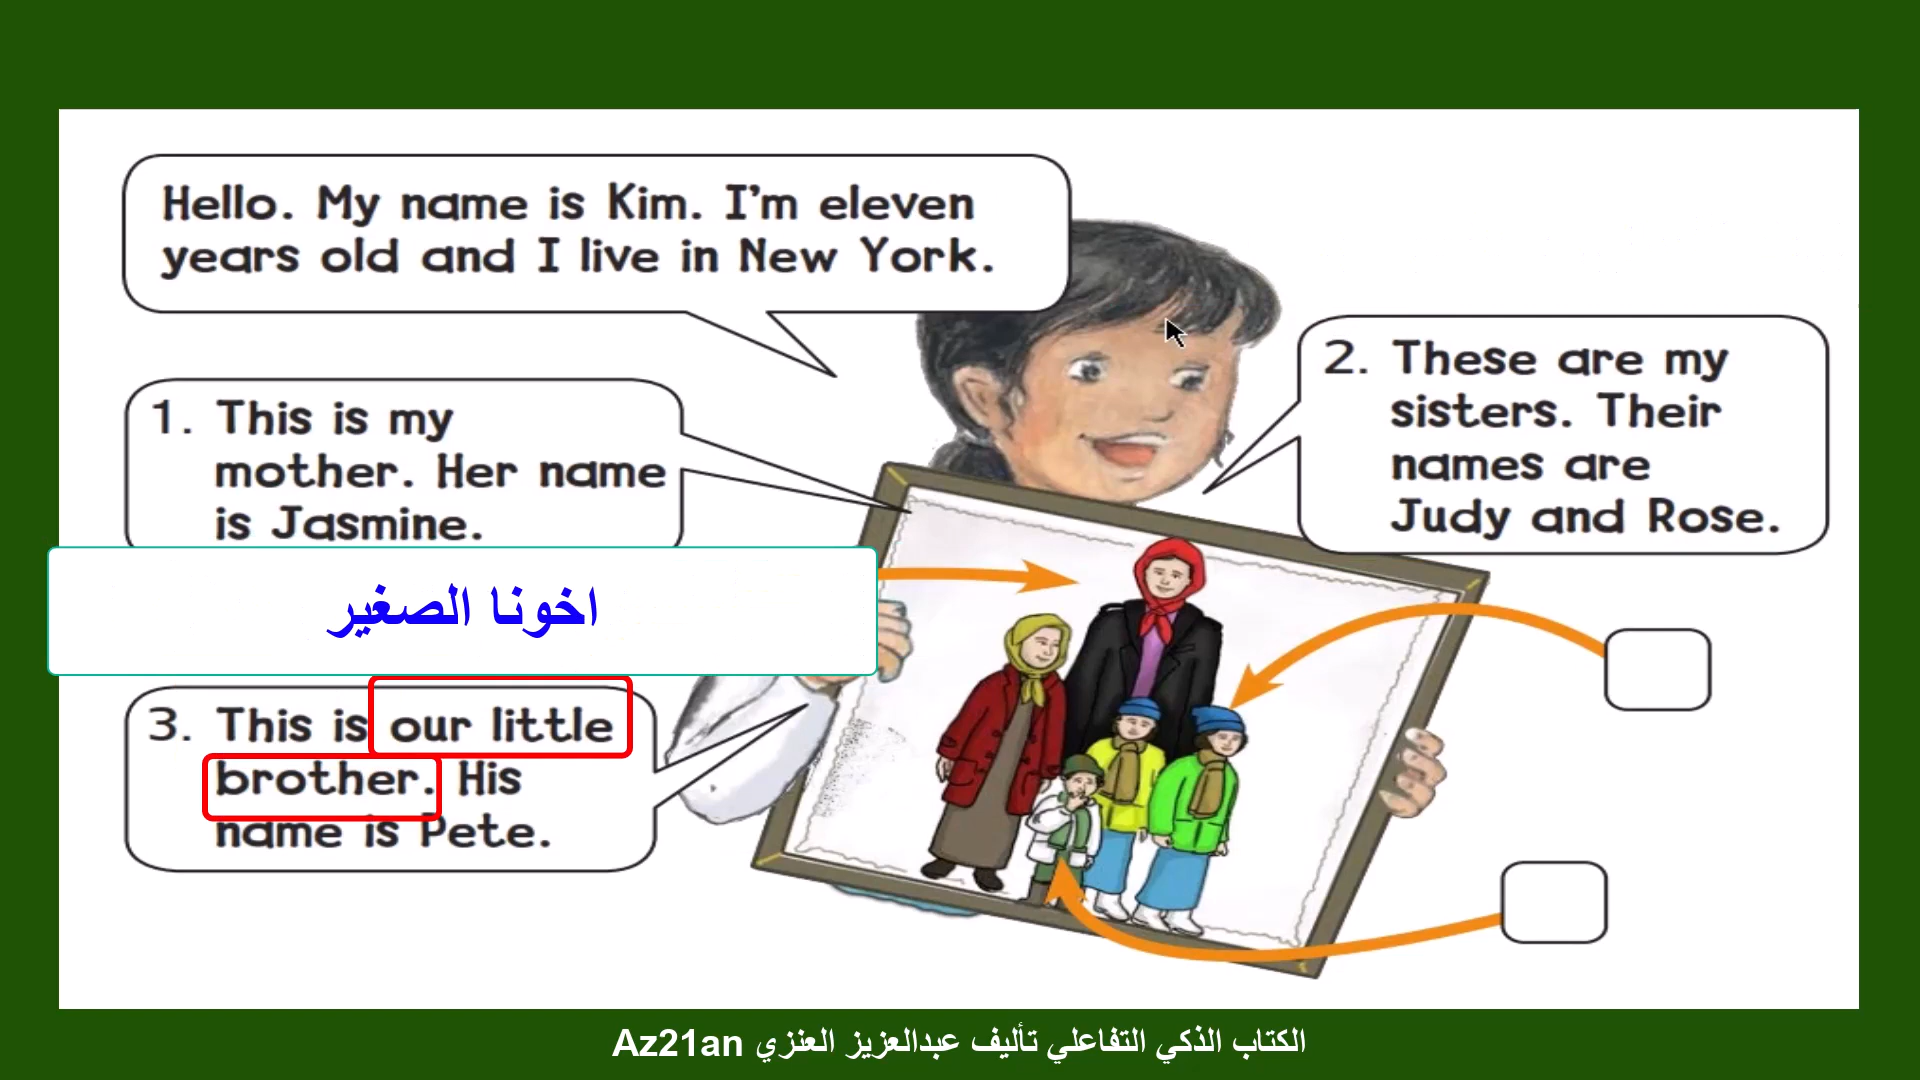 Hello. My name is Kim. I'm eleven
years old and I live in New York.
1. This is my
mother. Her name
is Jasmine.
2. These are my
sisters. Their
names are
Judy and Rose.
اخونا الصغير
3. This is our little
brother. His
name is Pete.
الكتاب الذكي التفاعلي تأليف عبدالعزيز العنزي Az21an